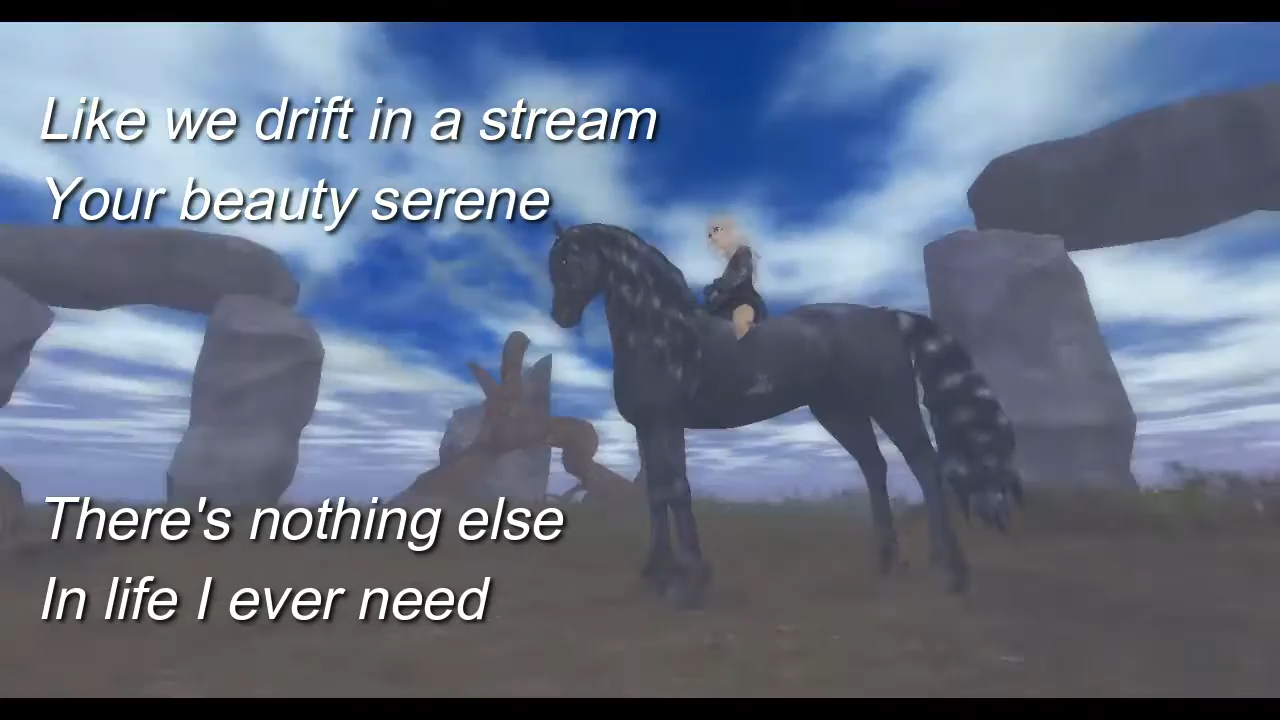 Like we drift in a stream
Your beauty serene
There's nothing else
In life I ever need